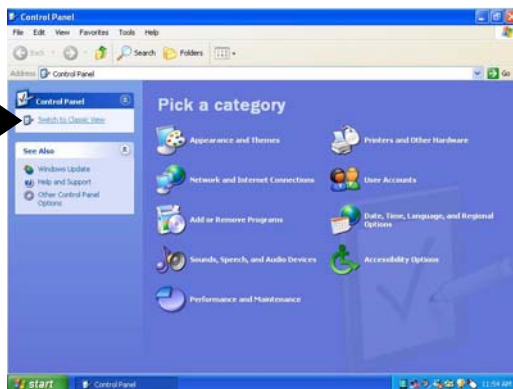 Control Panel
File Edit View Favorites Tools Help
Back Search Folders
Address Control Panel Go
Control Panel
Switch to Classic View
See Also
Windows Update
Help and Support
Other Control Panel
Options
Pick a category
Appearance and Themes
Printers and Other Hardware
Network and Internet Connections
User Accounts
Add or Remove Programs
Date, Time, Language, and Regional
Options
Sounds, Speech, and Audio Devices
Accessibility Options
Performance and Maintenance
start Control Panel 11:54 AM